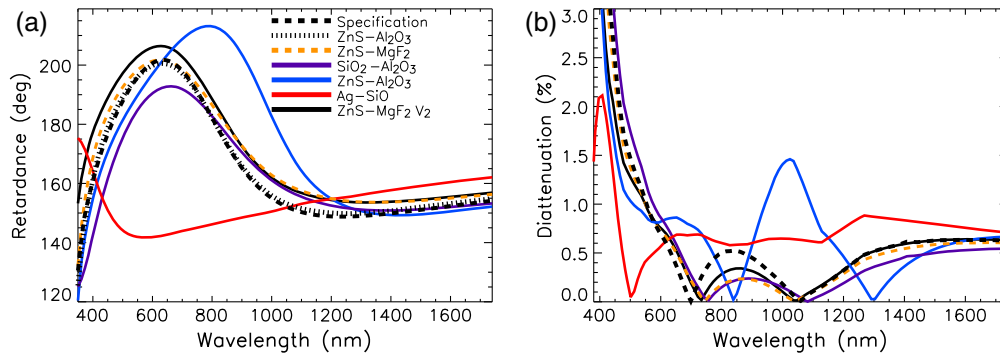 (a)
Retardance (deg)
200
180
160
140
120
Specification
ZnS–Al2O3
ZnS–MgF2
SiO2–Al2O3
ZnS–Al2O3
Ag–SiO
ZnS–MgF2 V2
400 600 800 1000 1200 1400 1600
Wavelength (nm)
(b)
Diattenuation (%)
3.0
2.5
2.0
1.5
1.0
0.5
0.0
400 600 800 1000 1200 1400 1600
Wavelength (nm)